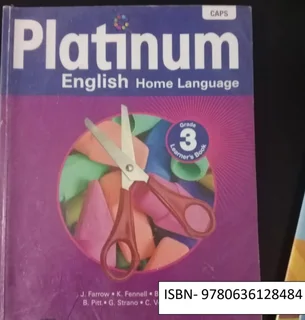 CAPS
Platinum
English Home Language
Grade
3
Learner's Book
J. Farrow • K. Fennell •
B. Pitt • G. Strano • C.
ISBN- 9780636128484